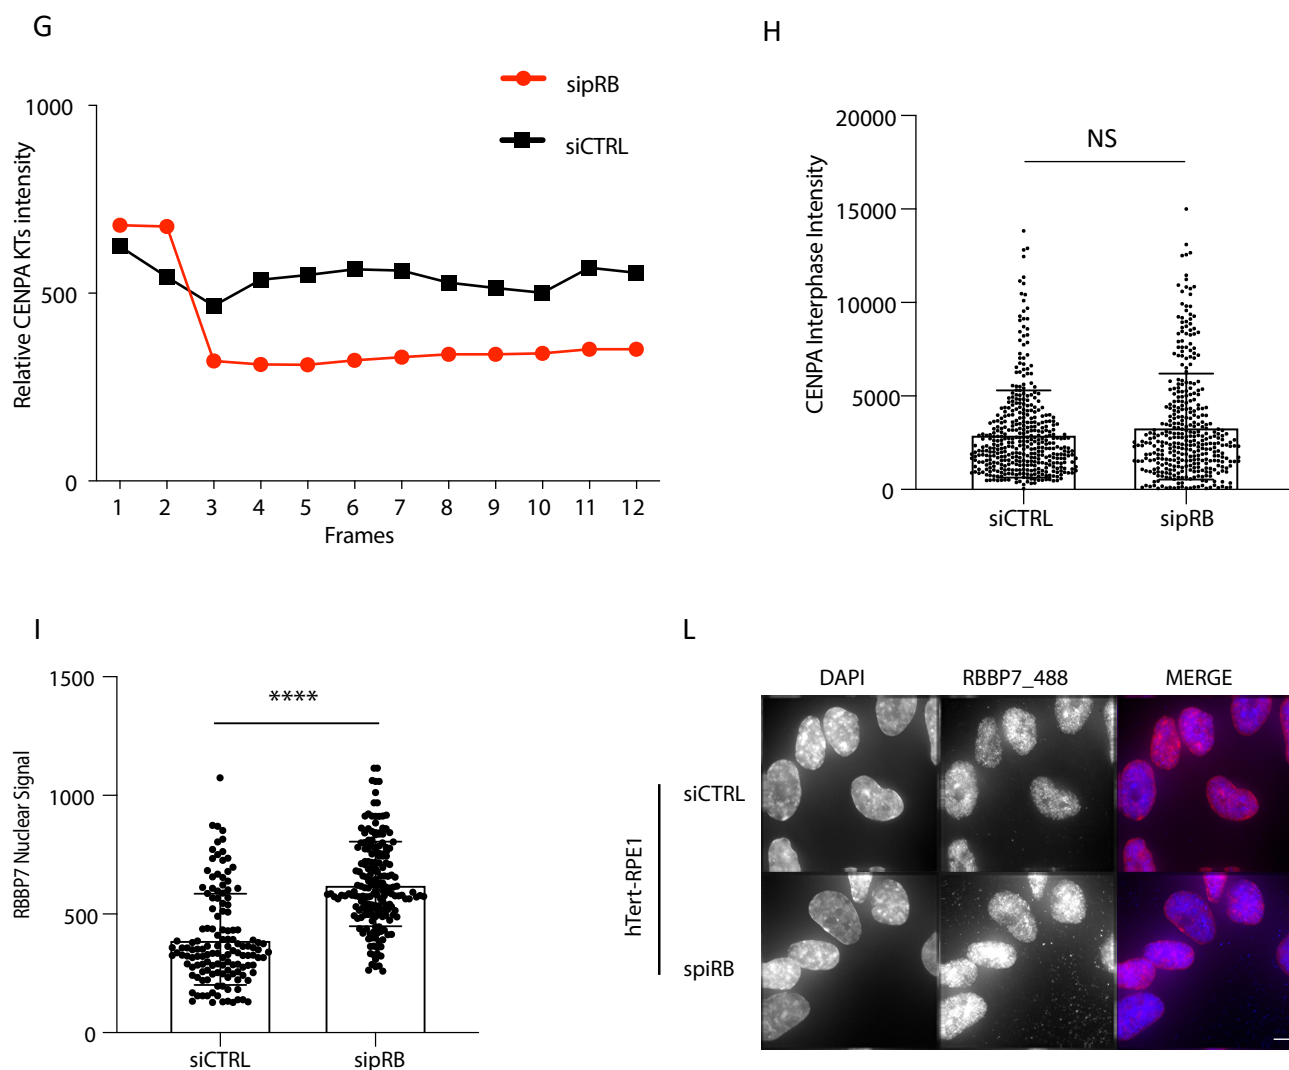 G
sipRB
siCTRL
1000
500
0
Relative CENPA KTs intensity
1 2 3 4 5 6 7 8 9 10 11 12
Frames
H
NS
20000
15000
10000
5000
0
CENPA Interphase Intensity
siCTRL sipRB
I
****
1500
1000
500
0
RBBP7 Nuclear Signal
siCTRL sipRB
L
DAPI RBBP7_488 MERGE
hTert-RPE1
siCTRL
spiRB